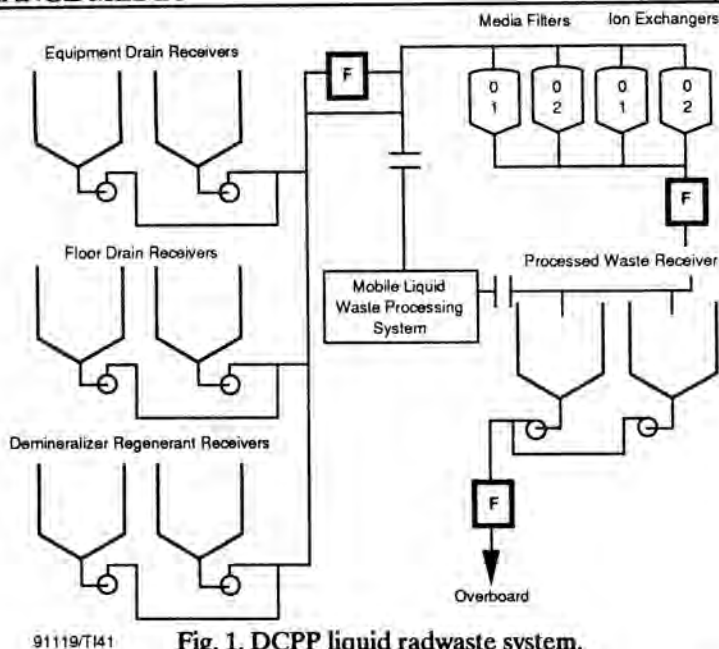 Media Filters
Ion Exchangers
Equipment Drain Receivers
F
0
1
0
2
0
1
0
2
F
Floor Drain Receivers
Processed Waste Receiver
Mobile Liquid
Waste Processing
System
Demineralizer Regenerant Receivers
F
Overboard
91119/TI41
Fig. 1. DCPP liquid radwaste system.